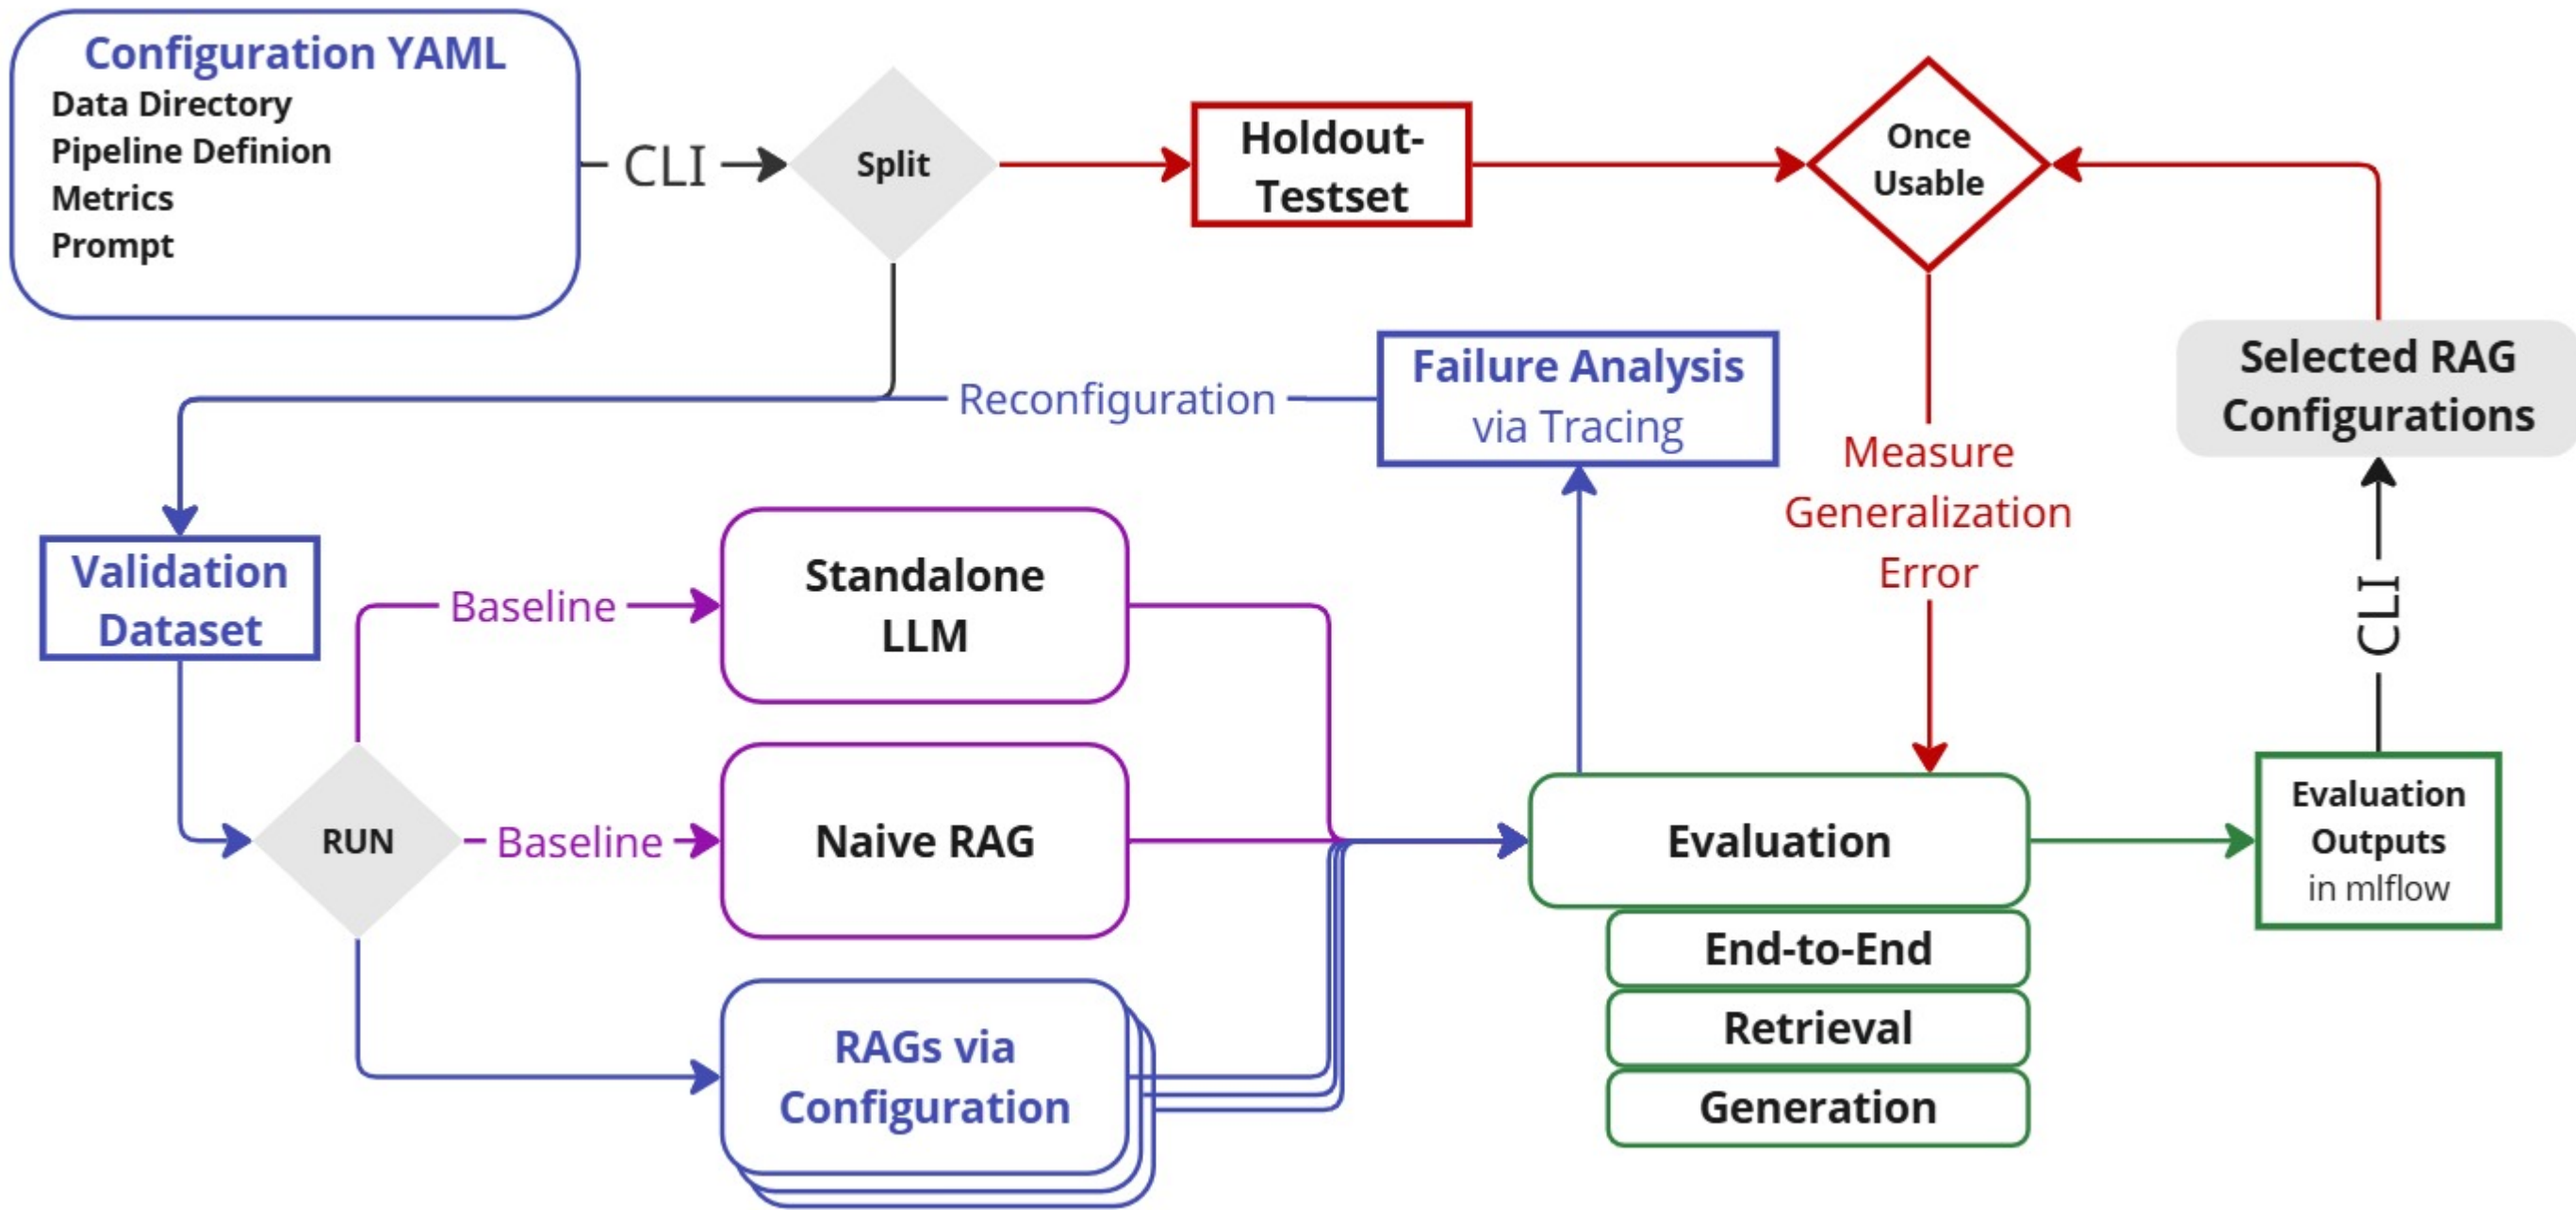 Configuration YAML
Data Directory
Pipeline Definion
Metrics
Prompt
CLI
Split
Holdout-
Testset
Once
Usable
Reconfiguration
Failure Analysis
via Tracing
Measure
Generalization
Error
Selected RAG
Configurations
Validation
Dataset
Baseline
Standalone
LLM
CLI
RUN
Baseline
Naive RAG
Evaluation
Evaluation
Outputs
in mlflow
End-to-End
Retrieval
Generation
RAGs via
Configuration